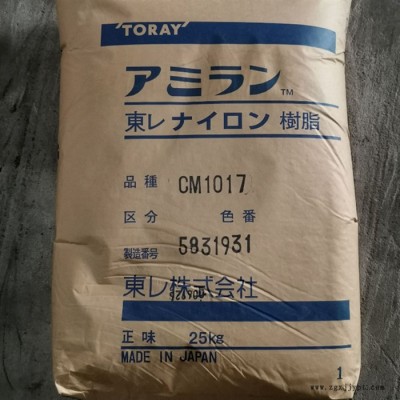 TORAY
アミラン™
東レ ナイロン 樹脂
品種 CM1017
区分 色番
製造番号 5831931
東レ株式会社
正味 25kg
MADE IN JAPAN
1